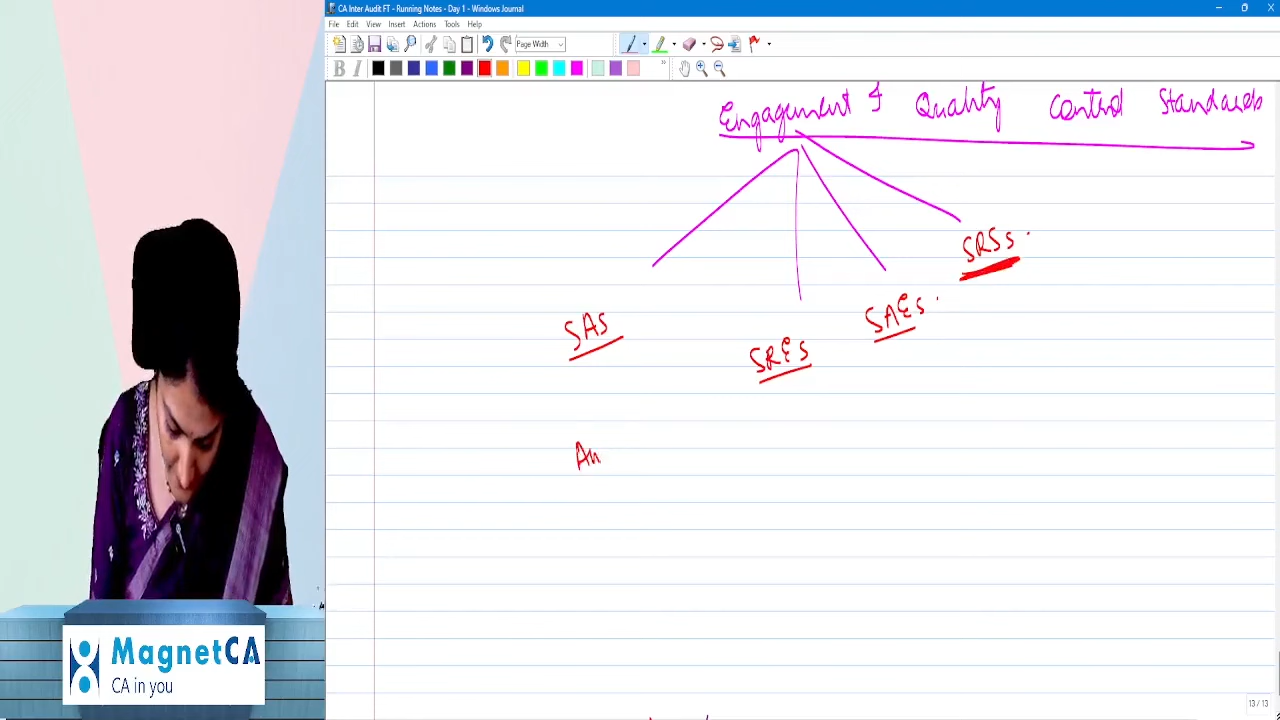 CA Inter Audit FT - Running Notes - Day 1 - Windows Journal
File Edit View Insert Actions Tools Help
Page Width
B I
Engagement & Quality Control Standards
SRSs
SAEs
SAS
SREs
Au
MagnetCA
CA in you
13 / 13